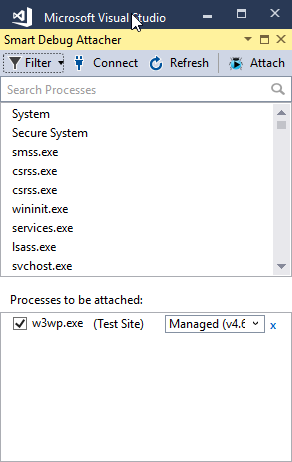 Microsoft Visual Studio
Smart Debug Attacher
Filter Connect Refresh Attach
Search Processes
System
Secure System
smss.exe
csrss.exe
csrss.exe
wininit.exe
services.exe
lsass.exe
svchost.exe
Processes to be attached:
w3wp.exe (Test Site) Managed (v4.6 x